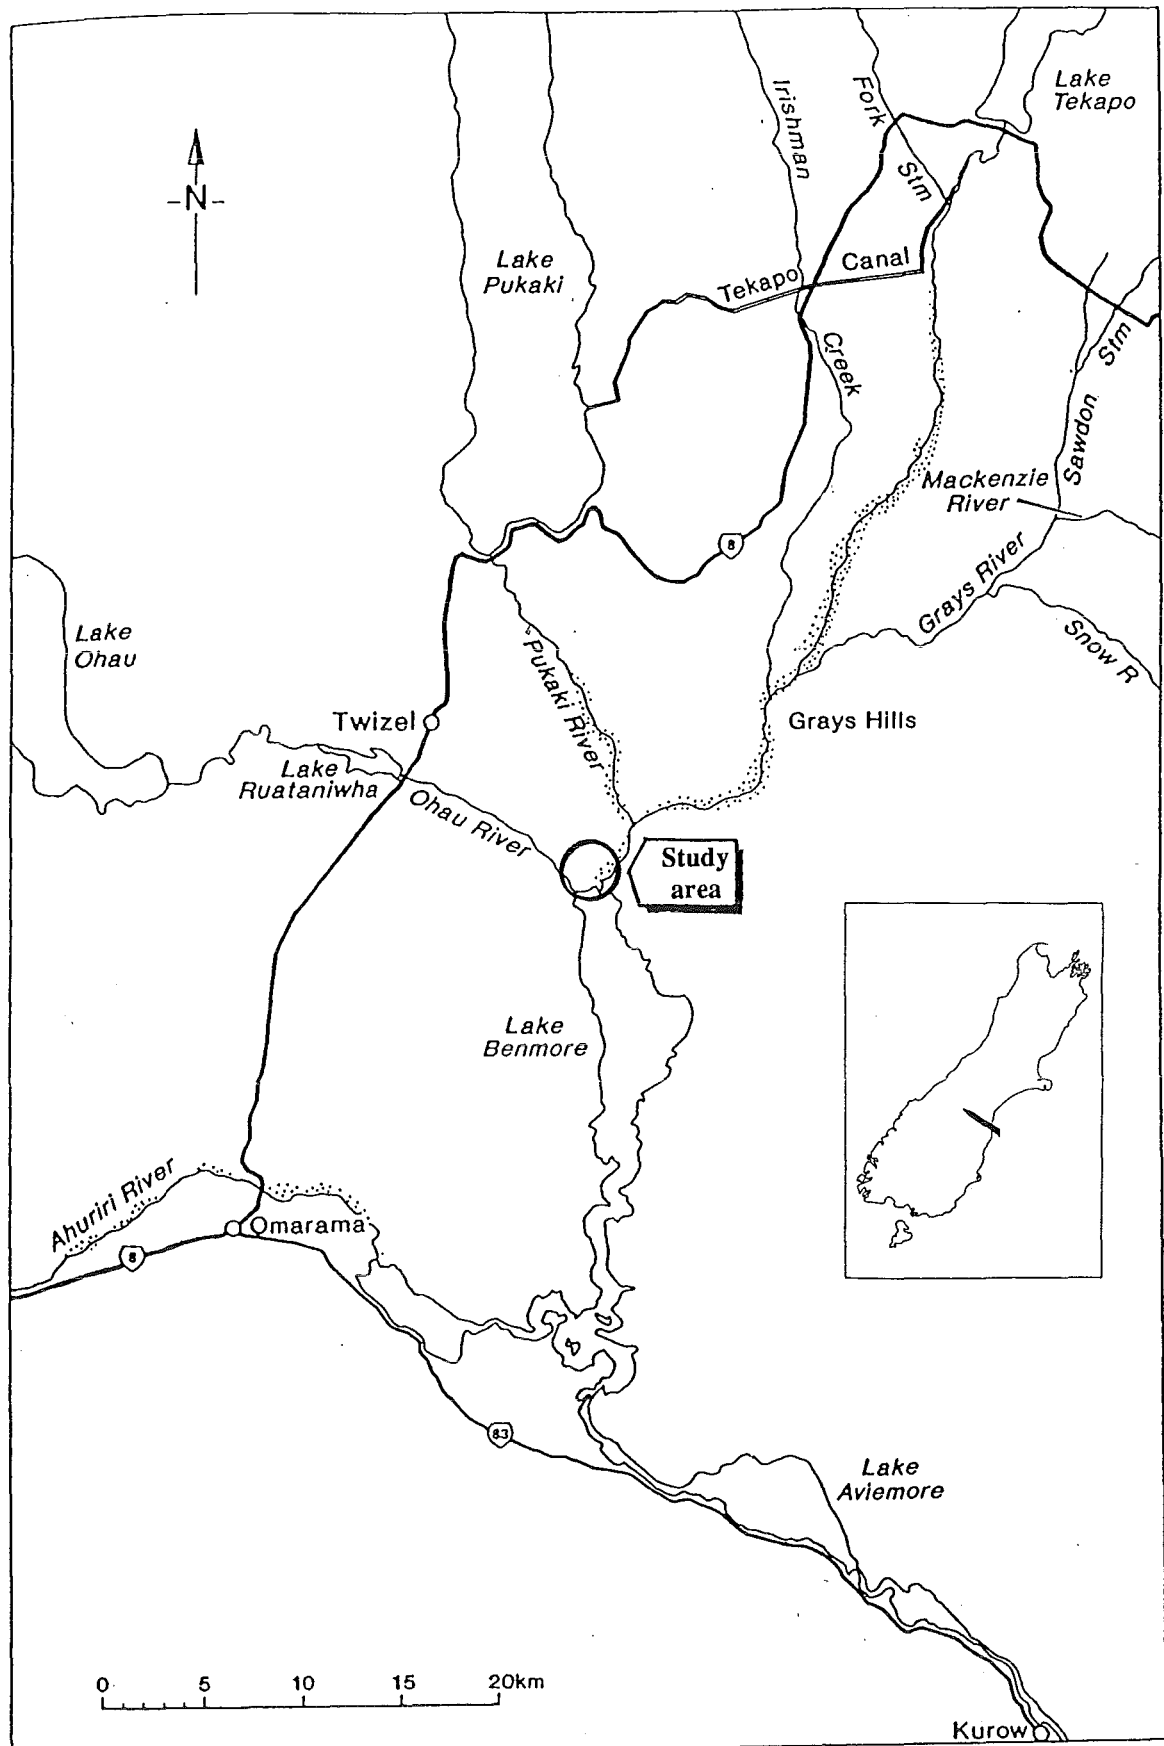 Lake
Tekapo
Irishman
Fork
Stm
-N-
Lake
Pukaki
Tekapo
Canal
Creek
Stm
Sawdon
Mackenzie
River
8
Grays River
Snow R
Lake
Ohau
Pukaki River
Twizel
Grays Hills
Lake
Ruataniwha
Ohau River
Study
area
Lake
Benmore
Ahuriri River
Omarama
8
83
Lake
Aviemore
0 5 10 15 20km
Kurow